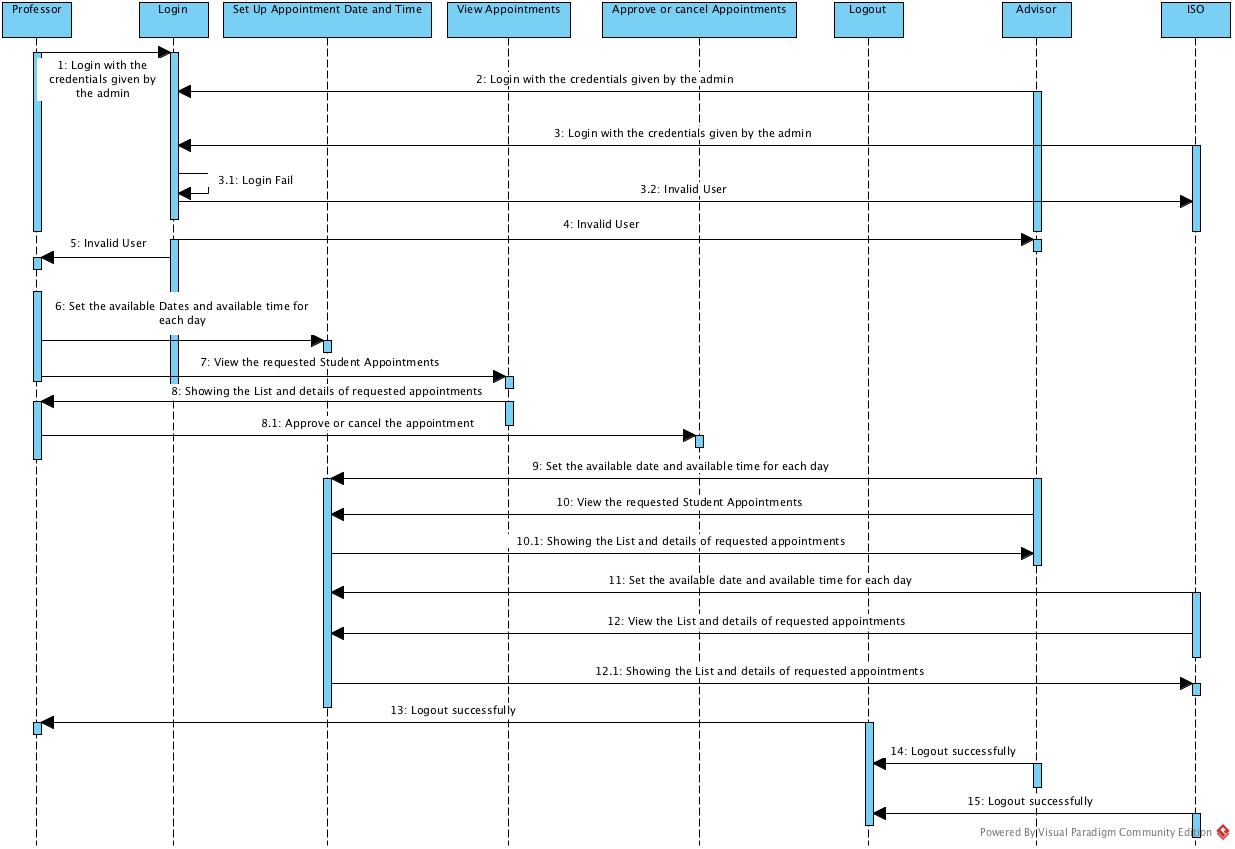 Professor
Login
Set Up Appointment Date and Time
View Appointments
Approve or cancel Appointments
Logout
Advisor
ISO
1: Login with the
credentials given by
the admin
2: Login with the credentials given by the admin
3: Login with the credentials given by the admin
3.1: Login Fail
3.2: Invalid User
4: Invalid User
5: Invalid User
6: Set the available Dates and available time for
each day
7: View the requested Student Appointments
8: Showing the List and details of requested appointments
8.1: Approve or cancel the appointment
9: Set the available date and available time for each day
10: View the requested Student Appointments
10.1: Showing the List and details of requested appointments
11: Set the available date and available time for each day
12: View the List and details of requested appointments
12.1: Showing the List and details of requested appointments
13: Logout successfully
14: Logout successfully
15: Logout successfully
Powered By Visual Paradigm Community Edition